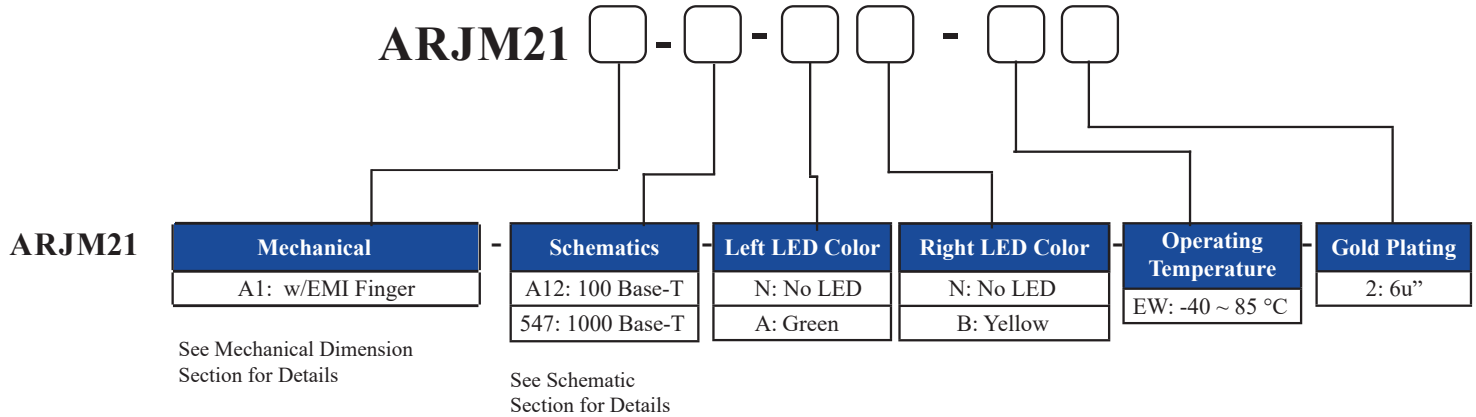 ARJM21 - - -
ARJM21 Mechanical - Schematics - Left LED Color Right LED Color - Operating Temperature - Gold Plating
A1: w/EMI Finger
A12: 100 Base-T
547: 1000 Base-T
N: No LED
A: Green
N: No LED
B: Yellow
EW: -40 ~ 85 °C
2: 6u”
See Mechanical Dimension
Section for Details
See Schematic
Section for Details